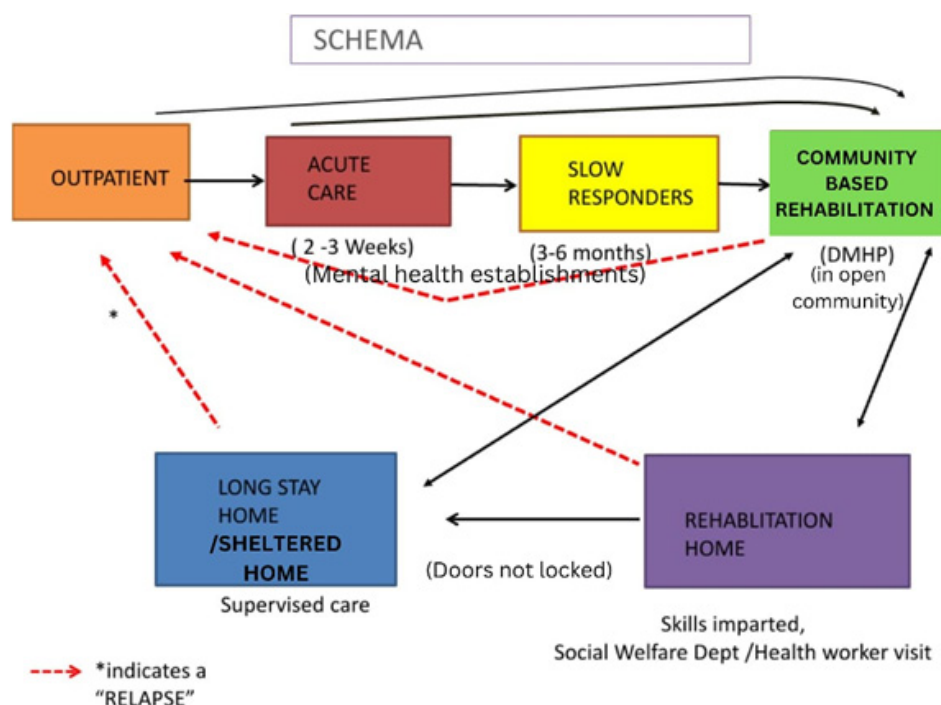 SCHEMA
OUTPATIENT
ACUTE
CARE
SLOW
RESPONDERS
COMMUNITY
BASED
REHABILITATION
( 2 -3 Weeks)
(3-6 months)
(Mental health establishments)
(DMHP)
(in open
community)
*
LONG STAY
HOME
/SHELTERED
HOME
Supervised care
(Doors not locked)
REHABLITATION
HOME
Skills imparted,
Social Welfare Dept /Health worker visit
*indicates a
“RELAPSE”